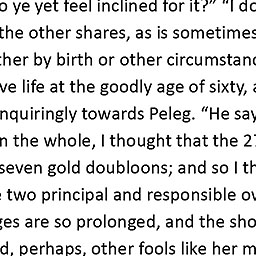 ye yet feel inclined for it?" "I do
the other shares, as is sometimes
by birth or other circumstanc
life at the goodly age of sixty, a
nquiringly towards Peleg. "He say
n the whole, I thought that the 27
seven gold doubloons; and so I th
two principal and responsible ov
ges are so prolonged, and the sho
d, perhaps, other fools like her m